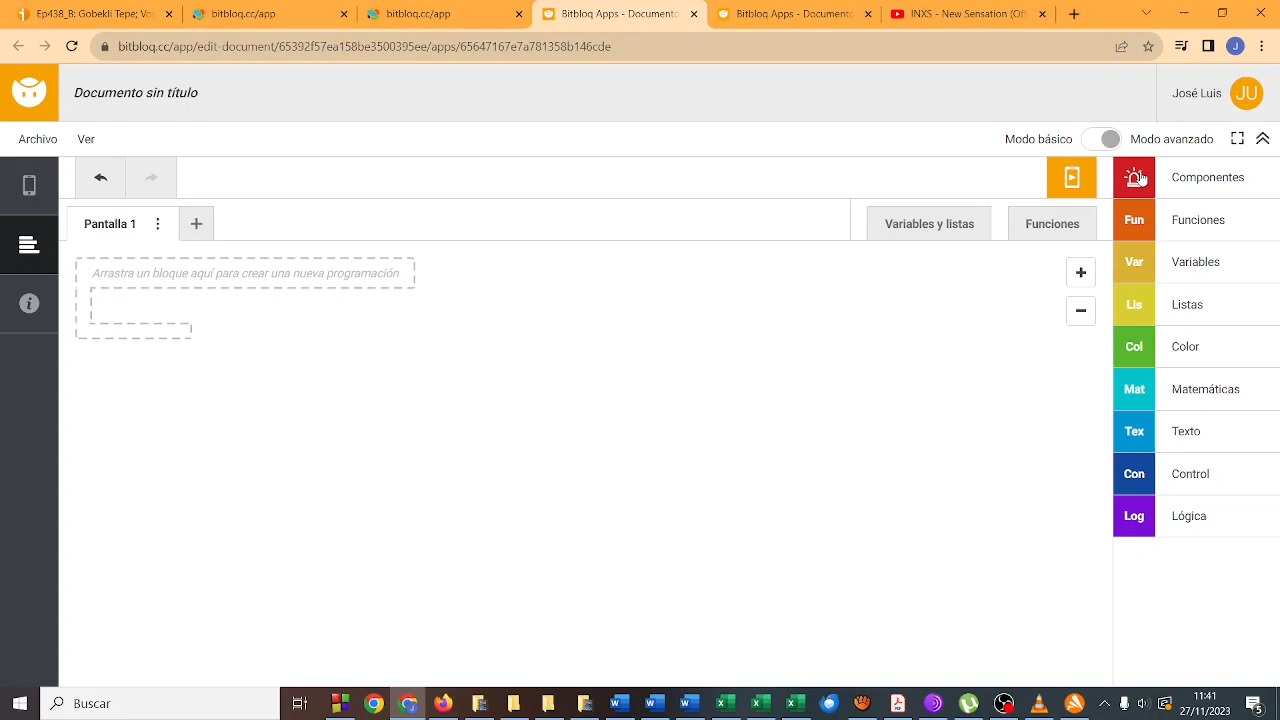 Ep438_B
bitbloq.cc/app
bitbloq.cc/app
Bitbloq Apps - Documento
Bitbloq Apps - Documento
INXS - New Sensation (Off
bitbloq.cc/app/edit-document/65392f57ea158be3500395ee/apps/65647167e7a781358b146cde
J
Documento sin título
José Luis
JU
Archivo
Ver
Modo básico
Modo avanzado
Componentes
Pantalla 1
Variables y listas
Funciones
Fun
Funciones
Arrastra un bloque aquí para crear una nueva programación
Var
Variables
Lis
Listas
Col
Color
Mat
Matemáticas
Tex
Texto
Con
Control
Log
Lógica
Buscar
11:41
27/11/2023